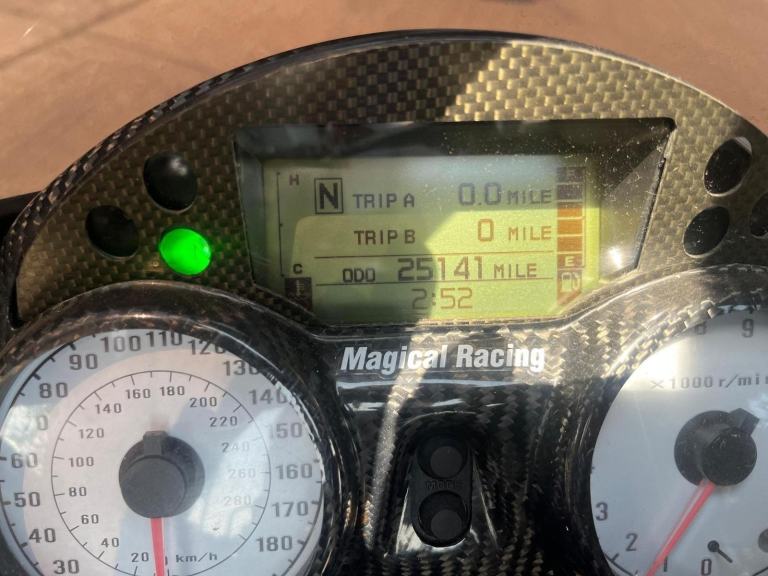 H
N TRIP A 0.0 MILE
TRIP B 0 MILE
C ODO 25141 MILE E
2:52
Magical Racing
30 40 50 60 80 90 100 110 120 130 140 150 160 170 180
20 40 60 80 100 120 140 160 180 200 220 240 260 280
km/h
×1000 r/min
0 1 2 3 8 9